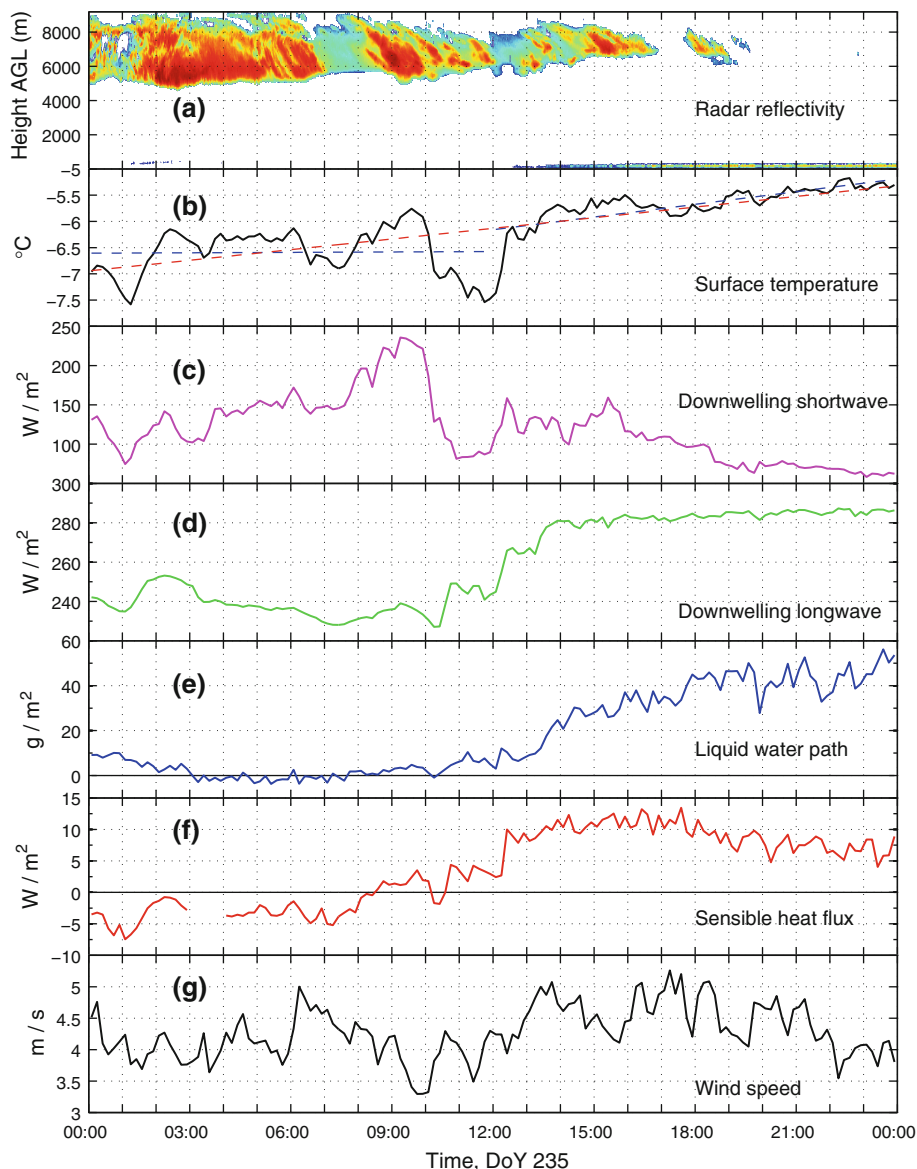 8000
6000
4000
2000
Height AGL (m)
(a)
Radar reflectivity
−5
−5.5
−6
−6.5
−7
−7.5
°C
(b)
Surface temperature
250
200
150
100
W / m²
(c)
Downwelling shortwave
300
280
260
240
W / m²
(d)
Downwelling longwave
60
60
40
20
0
g / m²
(e)
Liquid water path
15
10
5
0
−5
−10
W / m²
(f)
Sensible heat flux
5
4.5
4
3.5
3
m / s
(g)
Wind speed
00:00 03:00 06:00 09:00 12:00 15:00 18:00 21:00 00:00
Time, DoY 235